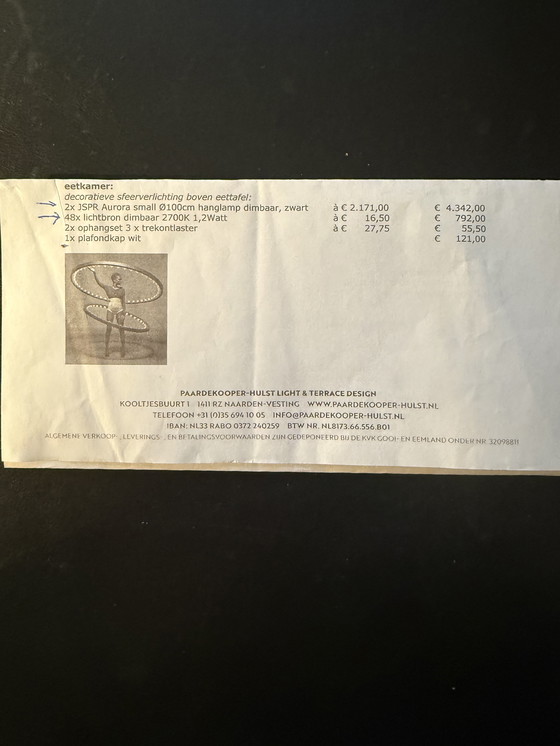 eetkamer:
decoratieve sfeerverlichting boven eettafel:
2x JSPR Aurora small Ø100cm hanglamp dimbaar, zwart à € 2.171,00 € 4.342,00
48x lichtbron dimbaar 2700K 1,2Watt à € 16,50 € 792,00
2x ophangset 3 x trekontlaster à € 27,75 € 55,50
1x plafondkap wit € 121,00
PAARDEKOOPER-HULST LIGHT & TERRACE DESIGN
KOOLTJESBUURT 1 1411 RZ NAARDEN-VESTING WWW.PAARDEKOOPER-HULST.NL
TELEFOON +31 (0)35 694 10 05 INFO@PAARDEKOOPER-HULST.NL
IBAN: NL33 RABO 0372 240259 BTW NR. NL8173.66.556.B01
ALGEMENE VERKOOP-, LEVERINGS-, EN BETALINGSVOORWAARDEN ZIJN GEDEPONEERD BIJ DE KVK GOOI- EN EEMLAND ONDER NR. 32098811